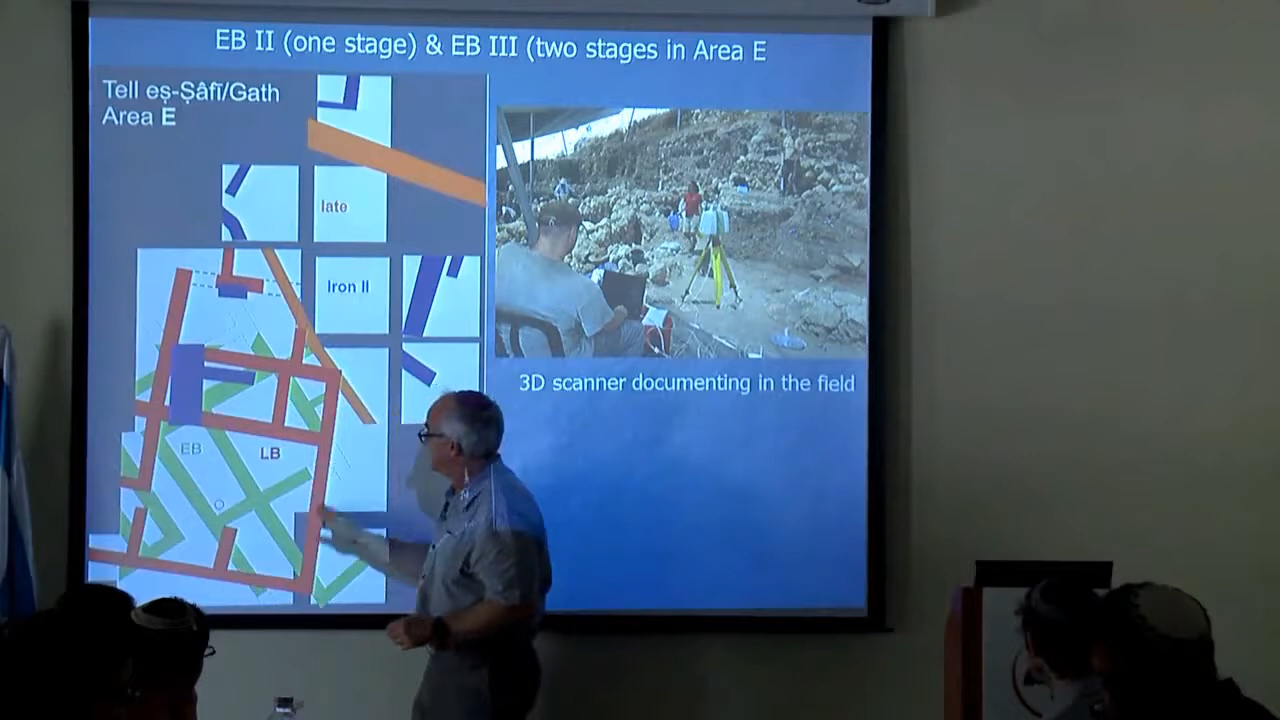 EB II (one stage) & EB III (two stages in Area E
Tell eṣ-Ṣâfī/Gath
Area E
late
Iron II
EB
LB
3D scanner documenting in the field